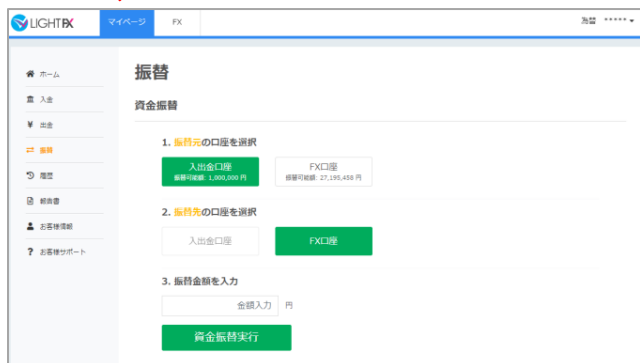 LIGHT FX マイページ FX 為替 *****
ホーム
入金
出金
振替
履歴
報告書
お客様情報
お客様サポート
振替
資金振替
1. 振替元の口座を選択
入出金口座 FX口座
振替可能額: 1,000,000 円 振替可能額: 27,195,458 円
2. 振替先の口座を選択
入出金口座 FX口座
3. 振替金額を入力
金額入力 円
資金振替実行